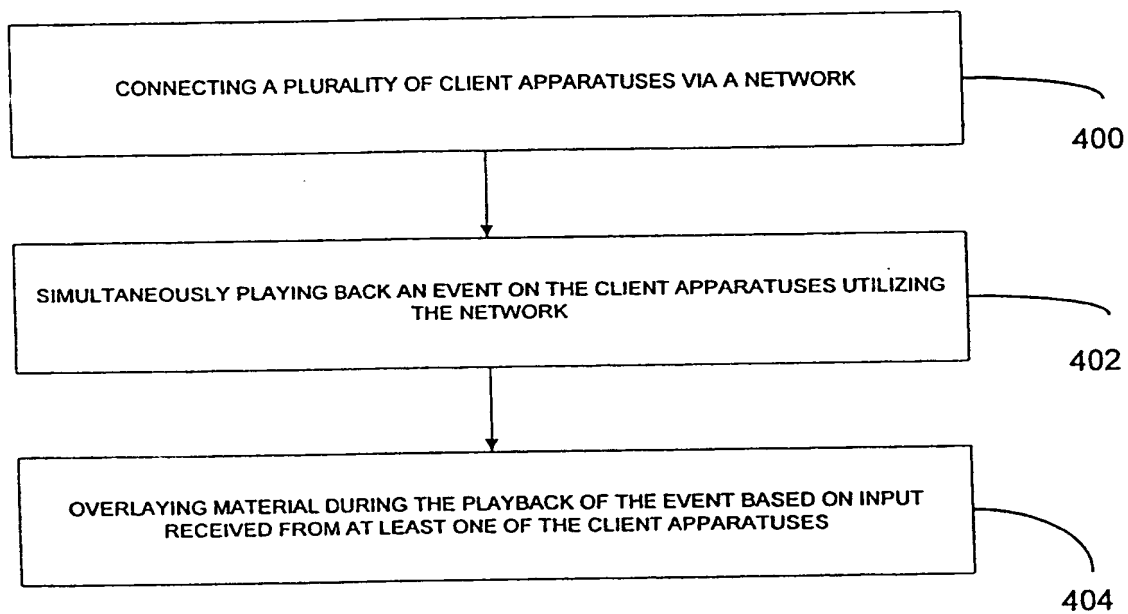 CONNECTING A PLURALITY OF CLIENT APPARATUSES VIA A NETWORK
400
SIMULTANEOUSLY PLAYING BACK AN EVENT ON THE CLIENT APPARATUSES UTILIZING
THE NETWORK
402
OVERLAYING MATERIAL DURING THE PLAYBACK OF THE EVENT BASED ON INPUT
RECEIVED FROM AT LEAST ONE OF THE CLIENT APPARATUSES
404